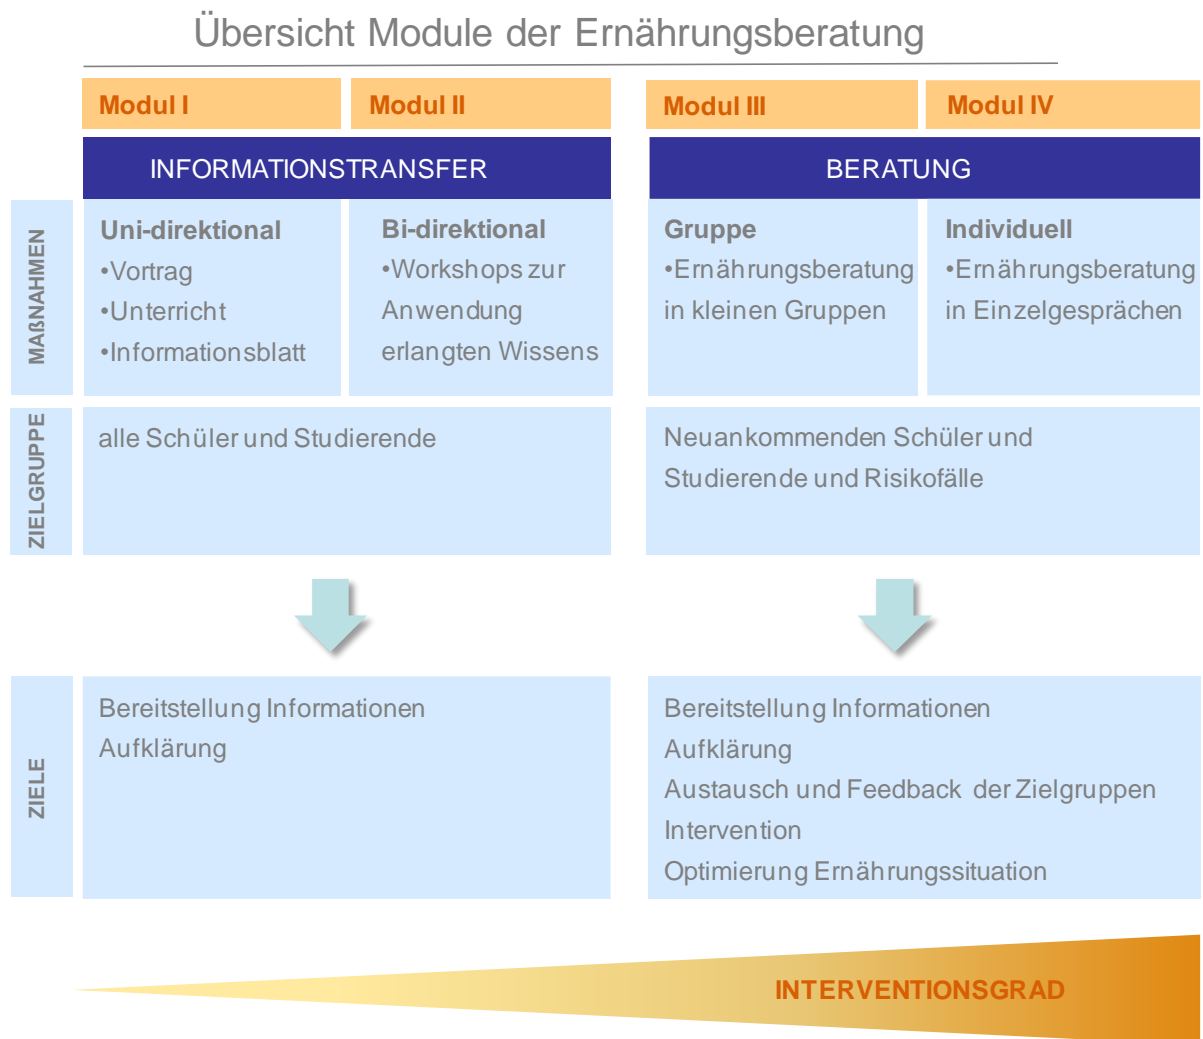 Übersicht Module der Ernährungsberatung
Modul I
Modul II
Modul III
Modul IV
INFORMATIONSTRANSFER
BERATUNG
MAßNAHMEN
Uni-direktional
•Vortrag
•Unterricht
•Informationsblatt
Bi-direktional
•Workshops zur
Anwendung
erlangten Wissens
Gruppe
•Ernährungsberatung
in kleinen Gruppen
Individuell
•Ernährungsberatung
in Einzelgesprächen
ZIELGRUPPE
alle Schüler und Studierende
Neuankommenden Schüler und
Studierende und Risikofälle
ZIELE
Bereitstellung Informationen
Aufklärung
Bereitstellung Informationen
Aufklärung
Austausch und Feedback der Zielgruppen
Intervention
Optimierung Ernährungssituation
INTERVENTIONSGRAD